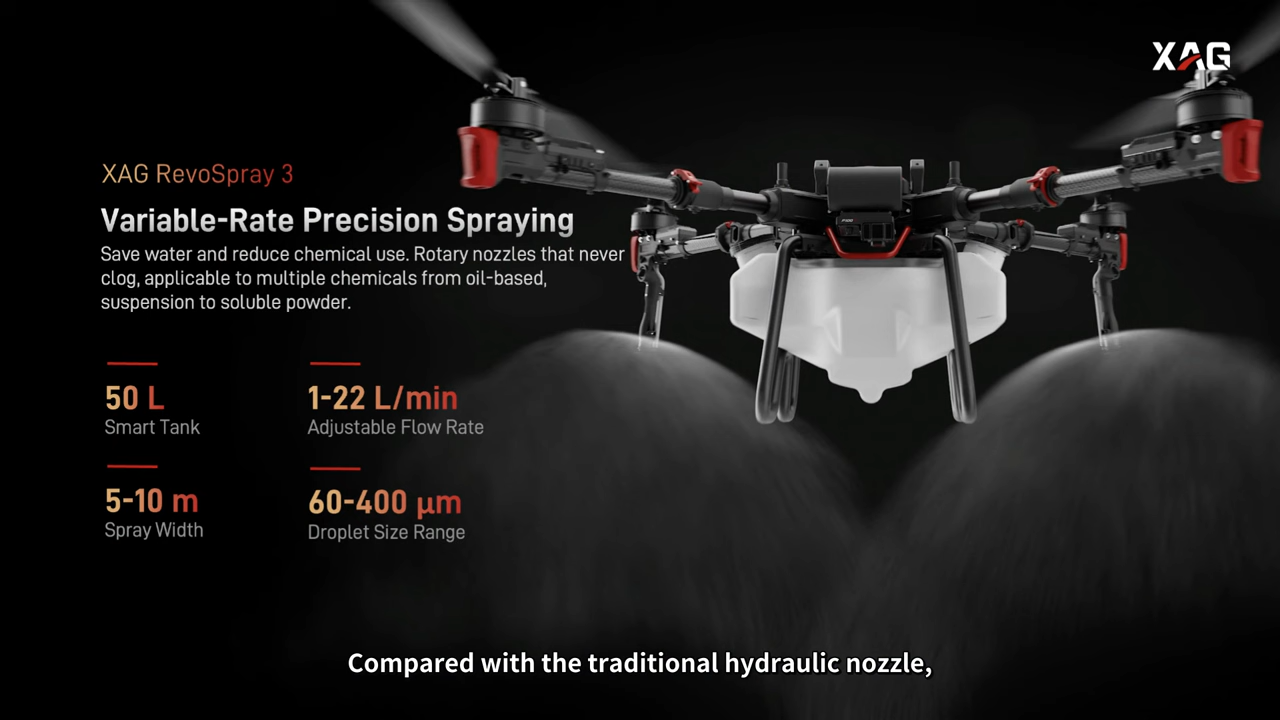 XAG
XAG RevoSpray 3
Variable-Rate Precision Spraying
Save water and reduce chemical use. Rotary nozzles that never
clog, applicable to multiple chemicals from oil-based,
suspension to soluble powder.
50 L
Smart Tank
1-22 L/min
Adjustable Flow Rate
5-10 m
Spray Width
60-400 μm
Droplet Size Range
Compared with the traditional hydraulic nozzle,